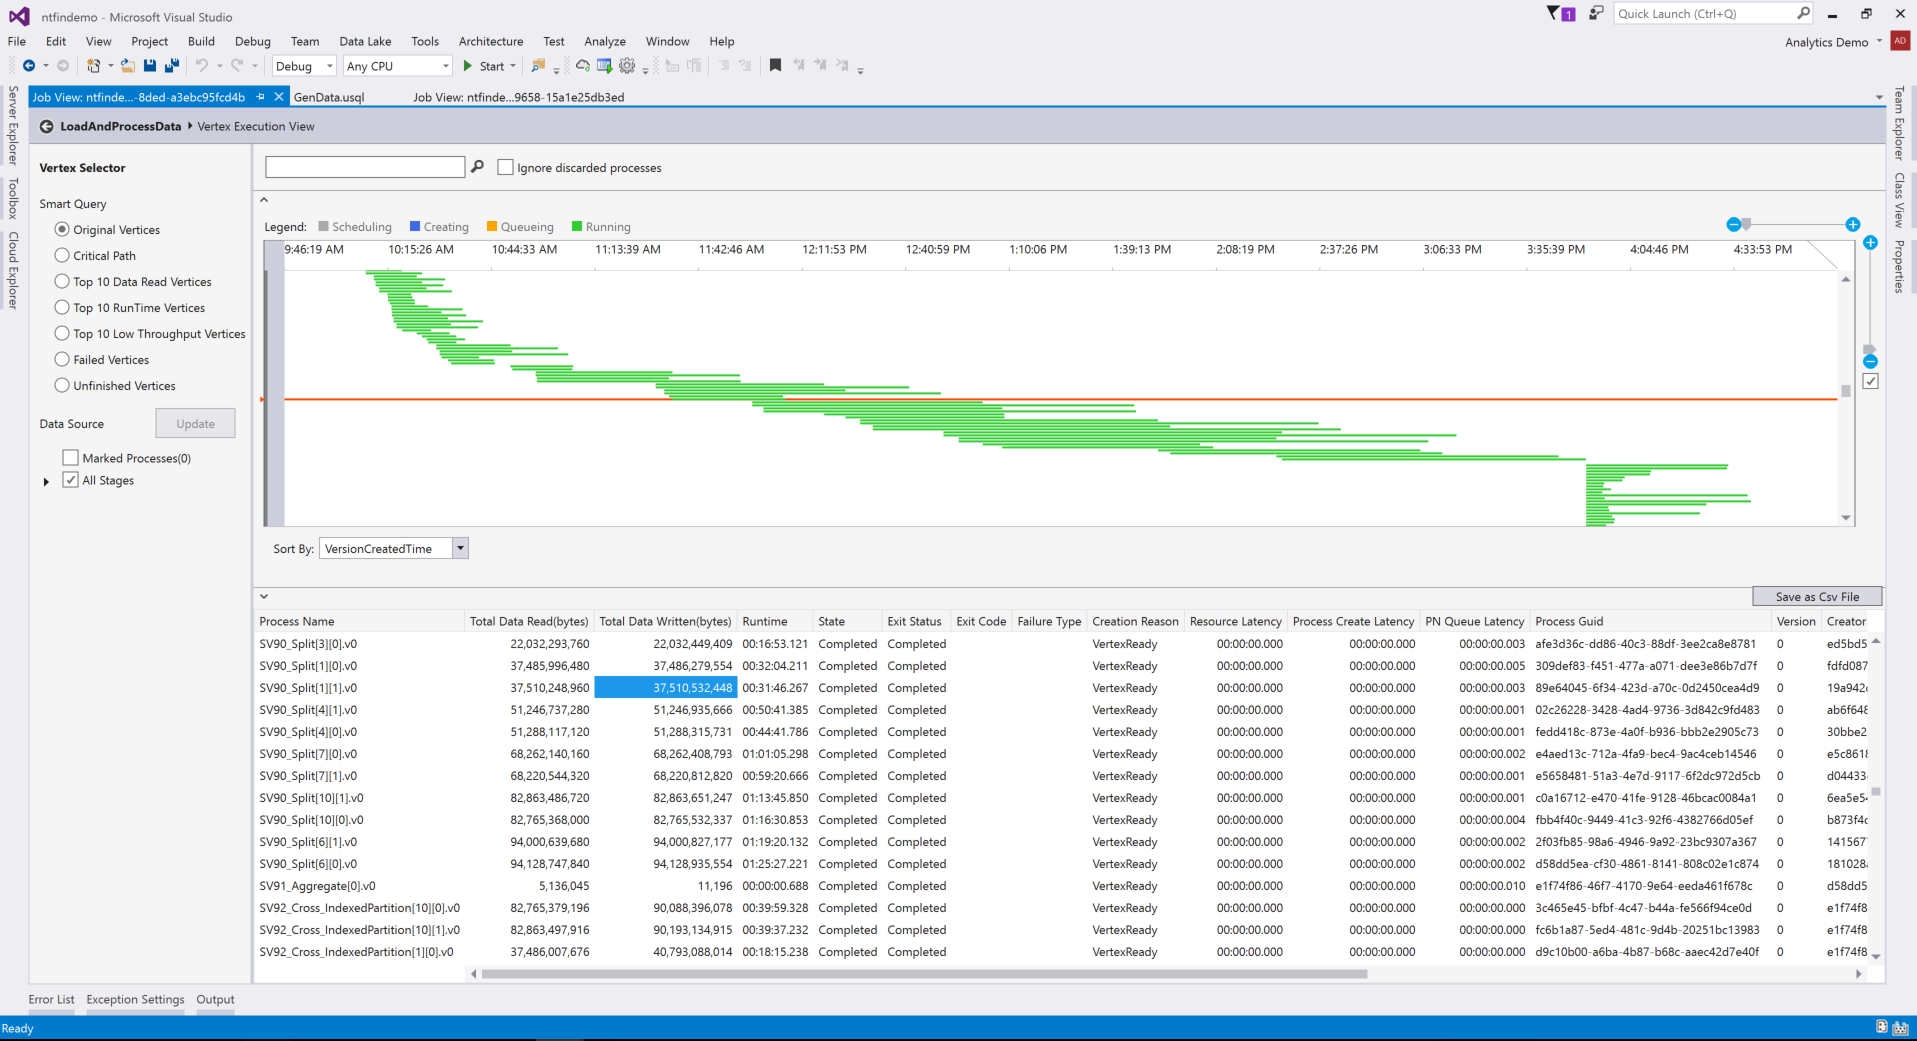 ntfindemo - Microsoft Visual Studio
1
Quick Launch (Ctrl+Q)
File Edit View Project Build Debug Team Data Lake Tools Architecture Test Analyze Window Help
Analytics Demo AD
Debug Any CPU Start
Job View: ntfinde...-8ded-a3ebc95fcd4b GenData.usql Job View: ntfinde...9658-15a1e25db3ed
Server Explorer
Toolbox
Cloud Explorer
Team Explorer
Class View
Properties
LoadAndProcessData Vertex Execution View
Vertex Selector
Smart Query
Original Vertices
Critical Path
Top 10 Data Read Vertices
Top 10 RunTime Vertices
Top 10 Low Throughput Vertices
Failed Vertices
Unfinished Vertices
Data Source Update
Marked Processes(0)
All Stages
Ignore discarded processes
Legend: Scheduling Creating Queueing Running
9:46:19 AM 10:15:26 AM 10:44:33 AM 11:13:39 AM 11:42:46 AM 12:11:53 PM 12:40:59 PM 1:10:06 PM 1:39:13 PM 2:08:19 PM 2:37:26 PM 3:06:33 PM 3:35:39 PM 4:04:46 PM 4:33:53 PM
Sort By: VersionCreatedTime
Save as Csv File
Process Name Total Data Read(bytes) Total Data Written(bytes) Runtime State Exit Status Exit Code Failure Type Creation Reason Resource Latency Process Create Latency PN Queue Latency Process Guid Version Creator
SV90_Split[3][0].v0 22,032,293,760 22,032,449,409 00:16:53.121 Completed Completed VertexReady 00:00:00.000 00:00:00.000 00:00:00.003 afe3d36c-dd86-40c3-88df-3ee2ca8e8781 0 ed5bd5
SV90_Split[1][0].v0 37,485,996,480 37,486,279,554 00:32:04.211 Completed Completed VertexReady 00:00:00.000 00:00:00.000 00:00:00.005 309def83-f451-477a-a071-dee3e86b7d7f 0 fdfd087
SV90_Split[1][1].v0 37,510,248,960 37,510,532,448 00:31:46.267 Completed Completed VertexReady 00:00:00.000 00:00:00.000 00:00:00.003 89e64045-6f34-423d-a70c-0d2450cea4d9 0 19a942
SV90_Split[4][1].v0 51,246,737,280 51,246,935,666 00:50:41.385 Completed Completed VertexReady 00:00:00.000 00:00:00.000 00:00:00.001 02c26228-3428-4ad4-9736-3d842c9fd483 0 ab6f648
SV90_Split[4][0].v0 51,288,117,120 51,288,315,731 00:44:41.786 Completed Completed VertexReady 00:00:00.000 00:00:00.000 00:00:00.001 fedd418c-873e-4a0f-b936-bbb2e2905c73 0 30bbe2
SV90_Split[7][0].v0 68,262,140,160 68,262,408,793 01:01:05.298 Completed Completed VertexReady 00:00:00.000 00:00:00.000 00:00:00.002 e4aed13c-712a-4fa9-bec4-9ac4ceb14546 0 e5c8618
SV90_Split[7][1].v0 68,220,544,320 68,220,812,820 00:59:20.666 Completed Completed VertexReady 00:00:00.000 00:00:00.000 00:00:00.001 e5658481-51a3-4e7d-9117-6f2dc972d5cb 0 d04433
SV90_Split[10][1].v0 82,863,486,720 82,863,651,247 01:13:45.850 Completed Completed VertexReady 00:00:00.000 00:00:00.000 00:00:00.001 c0a16712-e470-41fe-9128-46bcac0084a1 0 6ea5e54
SV90_Split[10][0].v0 82,765,368,000 82,765,532,337 01:16:30.853 Completed Completed VertexReady 00:00:00.000 00:00:00.000 00:00:00.004 fbb4f40c-9449-41c3-92f6-4382766d05ef 0 b873f4c
SV90_Split[6][1].v0 94,000,639,680 94,000,827,177 01:19:20.132 Completed Completed VertexReady 00:00:00.000 00:00:00.000 00:00:00.002 2f03fb85-98a6-4946-9a92-23bc9307a367 0 141567
SV90_Split[6][0].v0 94,128,747,840 94,128,935,554 01:25:27.221 Completed Completed VertexReady 00:00:00.000 00:00:00.000 00:00:00.002 d58dd5ea-cf30-4861-8141-808c02e1c874 0 181028
SV91_Aggregate[0].v0 5,136,045 11,196 00:00:00.688 Completed Completed VertexReady 00:00:00.000 00:00:00.000 00:00:00.010 e1f74f86-46f7-4170-9e64-eeda461f678c 0 d58dd5
SV92_Cross_IndexedPartition[10][0].v0 82,765,379,196 90,088,396,078 00:39:59.328 Completed Completed VertexReady 00:00:00.000 00:00:00.000 00:00:00.000 3c465e45-bfbf-4c47-b44a-fe566f94ce0d 0 e1f74f8
SV92_Cross_IndexedPartition[10][1].v0 82,863,497,916 90,193,134,915 00:39:37.232 Completed Completed VertexReady 00:00:00.000 00:00:00.000 00:00:00.000 fc6b1a87-5ed4-481c-9d4b-20251bc13983 0 e1f74f8
SV92_Cross_IndexedPartition[1][0].v0 37,486,007,676 40,793,088,014 00:18:15.238 Completed Completed VertexReady 00:00:00.000 00:00:00.000 00:00:00.000 d9c10b00-a6ba-4b87-b68c-aaec42d7e40f 0 e1f74f8
Error List Exception Settings Output
Ready